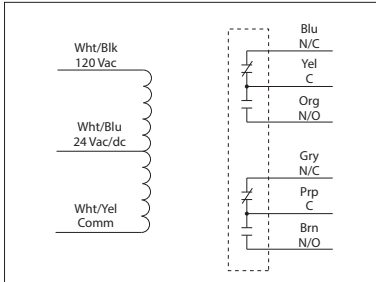 Wht/Blk
120 Vac
Wht/Blu
24 Vac/dc
Wht/Yel
Comm
Blu
N/C
Yel
C
Org
N/O
Gry
N/C
Prp
C
Brn
N/O